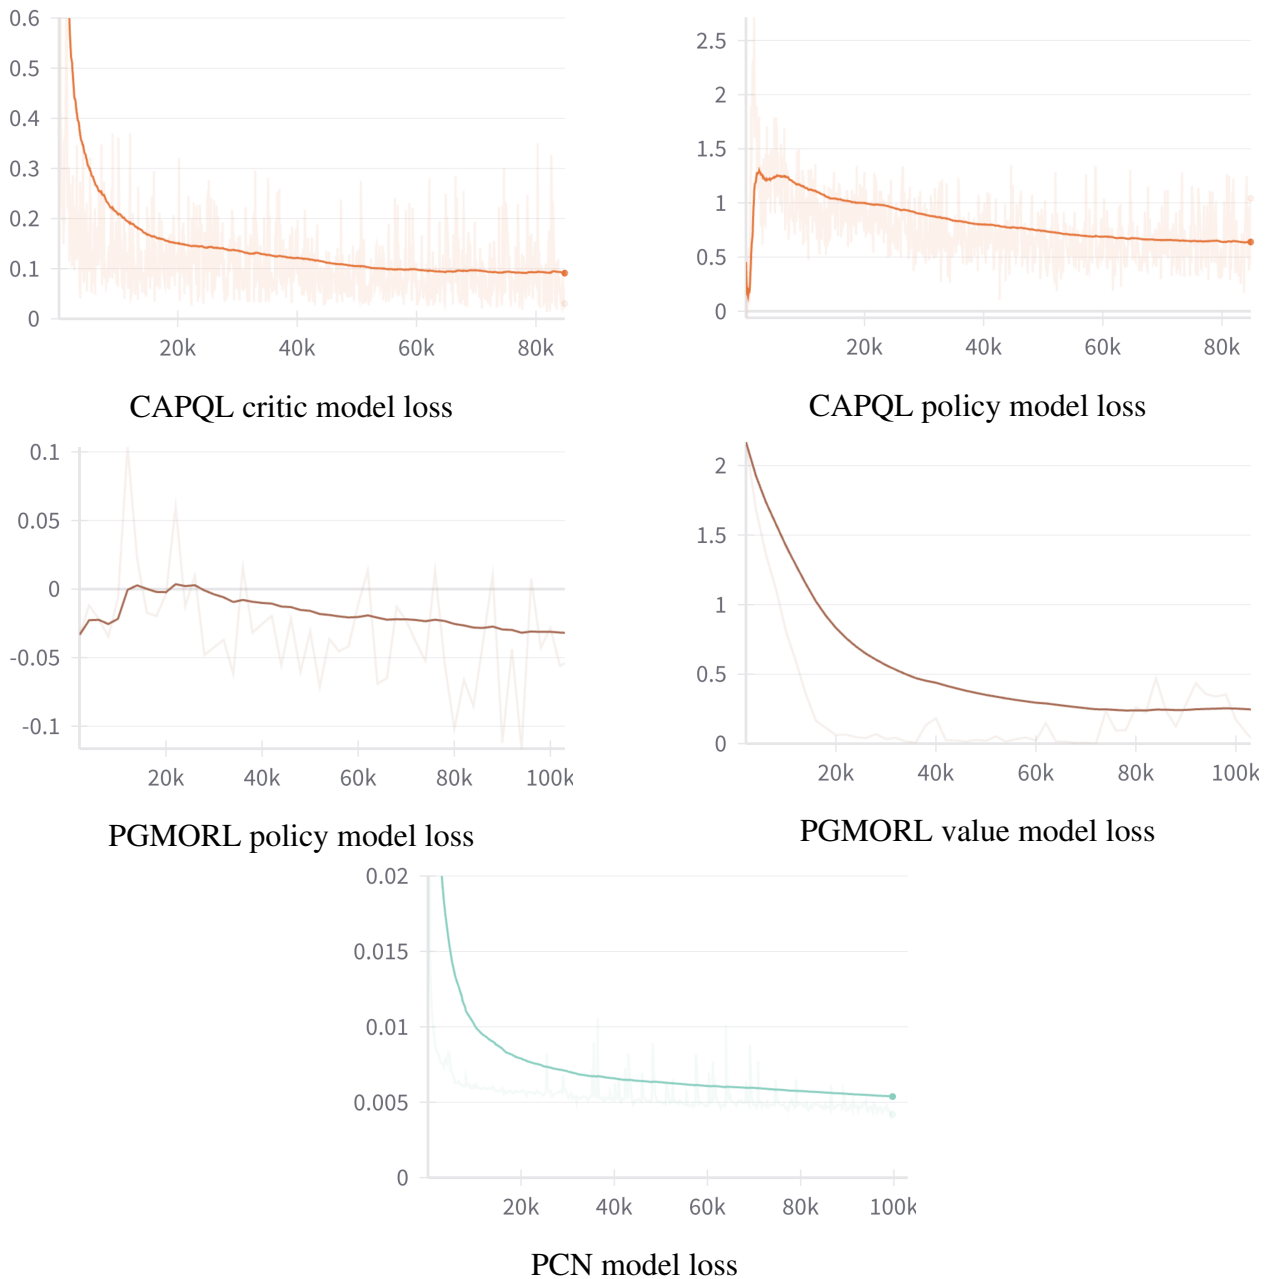 0.6
0.5
0.4
0.3
0.2
0.1
0
20k 40k 60k 80k
CAPQL critic model loss
2.5
2
1.5
1
0.5
0
20k 40k 60k 80k
CAPQL policy model loss
0.1
0.05
0
-0.05
-0.1
20k 40k 60k 80k 100k
PGMORL policy model loss
2
1.5
1
0.5
0
20k 40k 60k 80k 100k
PGMORL value model loss
0.02
0.015
0.01
0.005
0
20k 40k 60k 80k 100k
PCN model loss